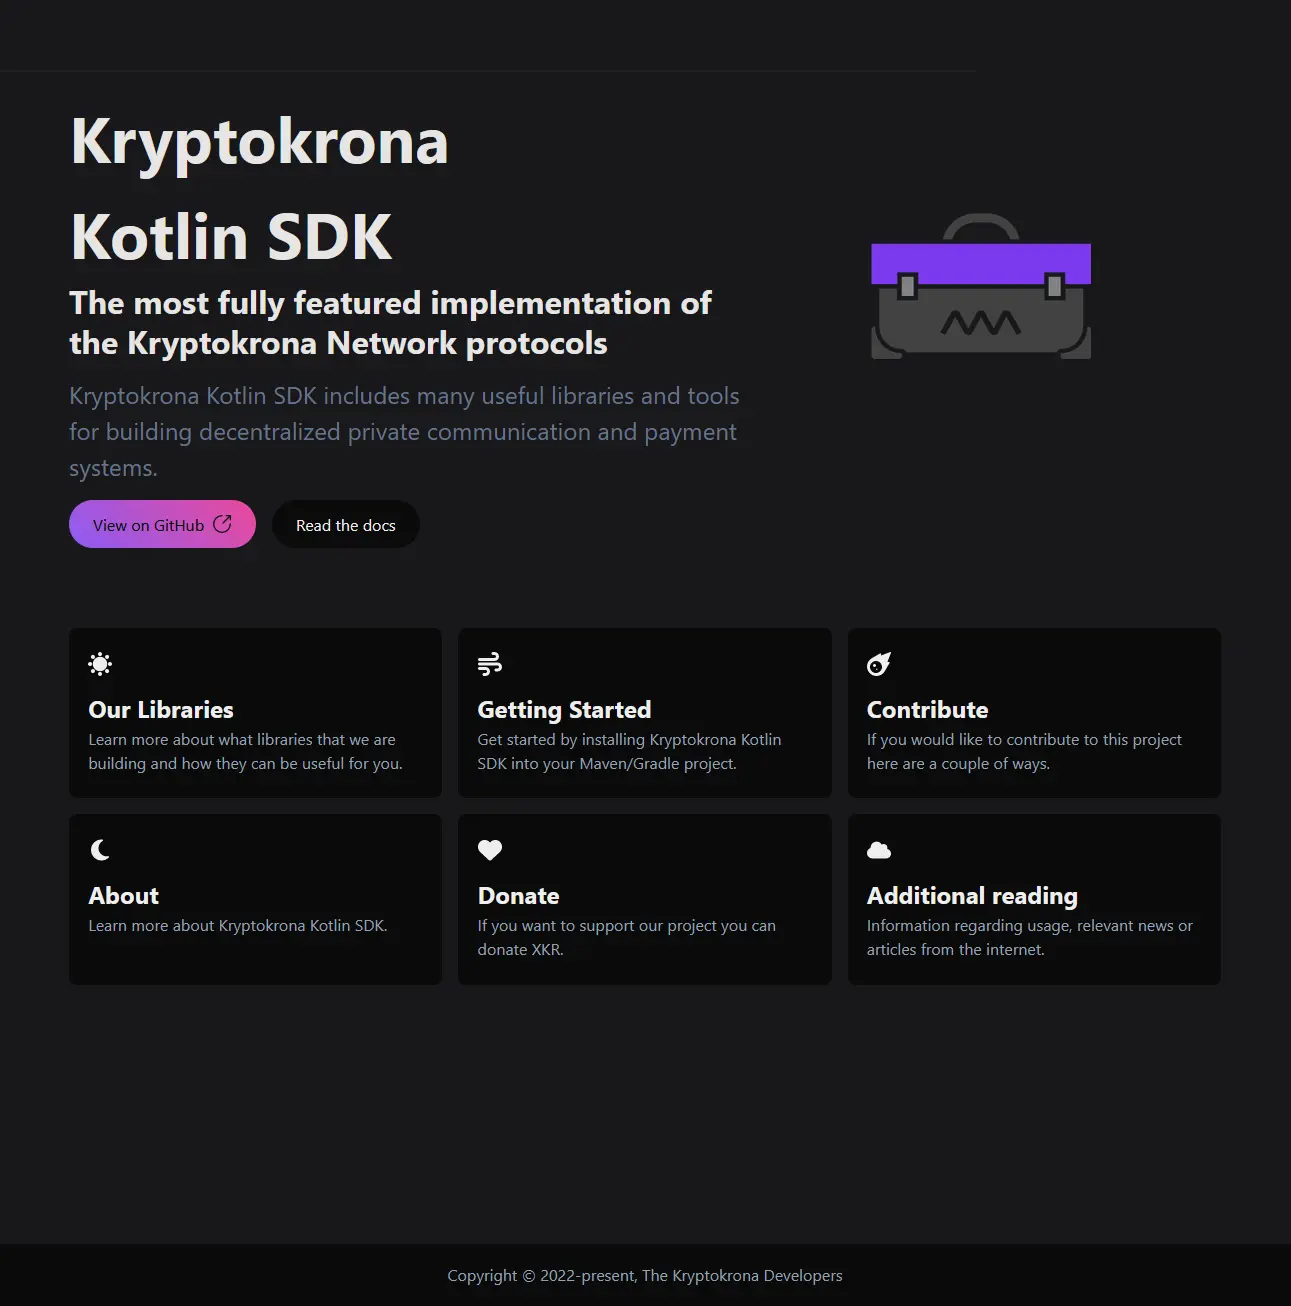 Kryptokrona
Kotlin SDK
The most fully featured implementation of
the Kryptokrona Network protocols
Kryptokrona Kotlin SDK includes many useful libraries and tools
for building decentralized private communication and payment
systems.
View on GitHub
Read the docs
Our Libraries
Learn more about what libraries that we are
building and how they can be useful for you.
Getting Started
Get started by installing Kryptokrona Kotlin
SDK into your Maven/Gradle project.
Contribute
If you would like to contribute to this project
here are a couple of ways.
About
Learn more about Kryptokrona Kotlin SDK.
Donate
If you want to support our project you can
donate XKR.
Additional reading
Information regarding usage, relevant news or
articles from the internet.
Copyright © 2022-present, The Kryptokrona Developers